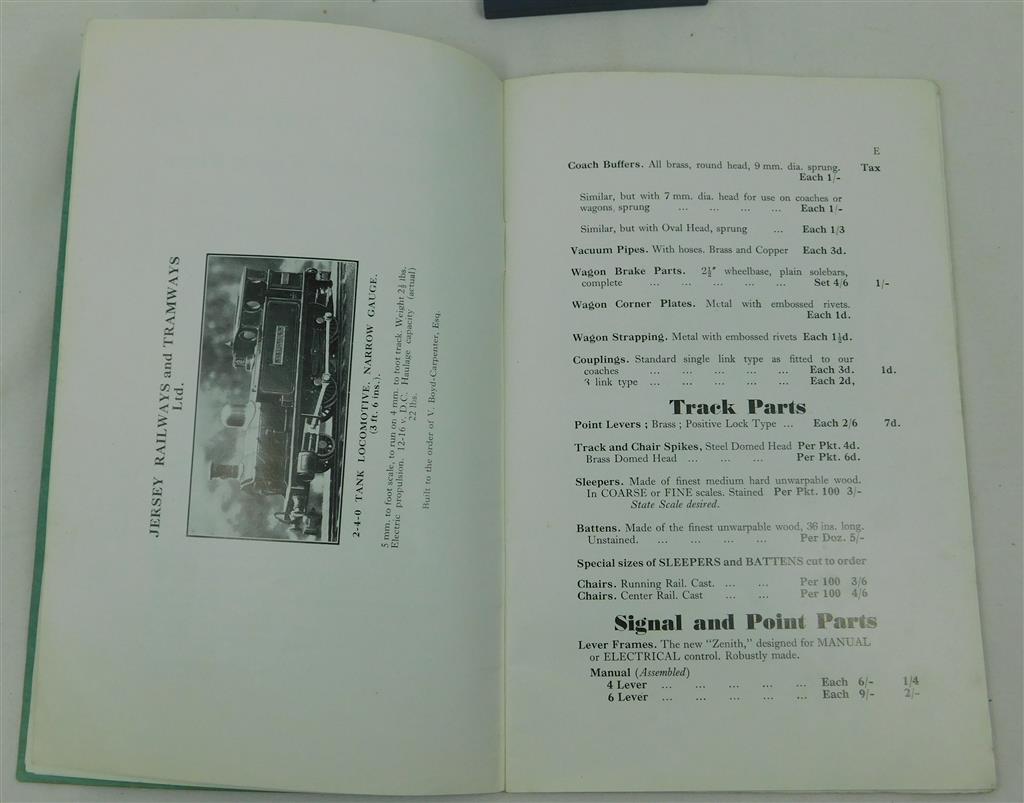 JERSEY RAILWAYS and TRAMWAYS
Ltd.
2-4-0 TANK LOCOMOTIVE, NARROW GAUGE.
(3 ft. 6 ins.).
5 mm. to foot scale, to run on 4 mm. to foot track. Weight 2½ lbs.
Electric propulsion. 12-16 v. D.C. Haulage capacity (actual)
22 lbs.
Built to the order of V. Boyd-Carpenter, Esq.
E
Coach Buffers. All brass, round head, 9 mm. dia. sprung. Tax
Each 1/-
Similar, but with 7 mm. dia. head for use on coaches or
wagons, sprung ... ... ... ... Each 1/-
Similar, but with Oval Head, sprung ... Each 1/3
Vacuum Pipes. With hoses. Brass and Copper Each 3d.
Wagon Brake Parts. 2½" wheelbase, plain solebars,
complete ... ... ... ... ... Set 4/6 1/-
Wagon Corner Plates. Metal with embossed rivets.
Each 1d.
Wagon Strapping. Metal with embossed rivets Each 1½d.
Couplings. Standard single link type as fitted to our
coaches ... ... ... ... ... Each 3d. 1d.
3 link type ... ... ... ... ... Each 2d,
Track Parts
Point Levers ; Brass ; Positive Lock Type ... Each 2/6 7d.
Track and Chair Spikes, Steel Domed Head Per Pkt. 4d.
Brass Domed Head ... ... ... Per Pkt. 6d.
Sleepers. Made of finest medium hard unwarpable wood.
In COARSE or FINE scales. Stained Per Pkt. 100 3/-
State Scale desired.
Battens. Made of the finest unwarpable wood, 36 ins. long.
Unstained. ... ... ... ... Per Doz. 5/-
Special sizes of SLEEPERS and BATTENS cut to order
Chairs. Running Rail. Cast. ... ... Per 100 3/6
Chairs. Center Rail. Cast ... ... Per 100 4/6
Signal and Point Parts
Lever Frames. The new "Zenith," designed for MANUAL
or ELECTRICAL control. Robustly made.
Manual (Assembled)
4 Lever ... ... ... ... ... Each 6/- 1/4
6 Lever ... ... ... ... ... Each 9/- 2/-